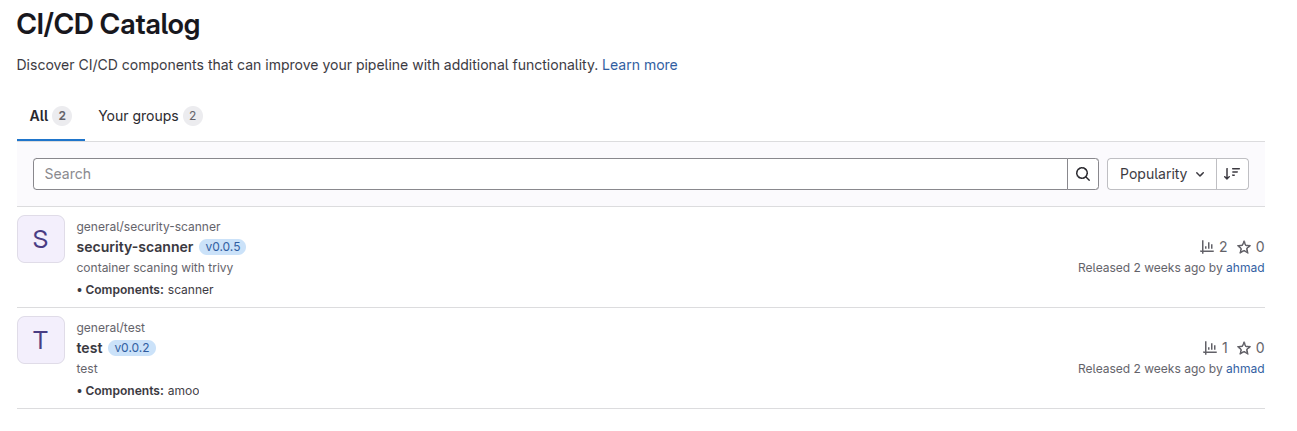 CI/CD Catalog
Discover CI/CD components that can improve your pipeline with additional functionality. Learn more
All 2 Your groups 2
Search Popularity
S general/security-scanner
security-scanner v0.0.5 2 0
container scaning with trivy Released 2 weeks ago by ahmad
• Components: scanner
T general/test
test v0.0.2 1 0
test Released 2 weeks ago by ahmad
• Components: amoo